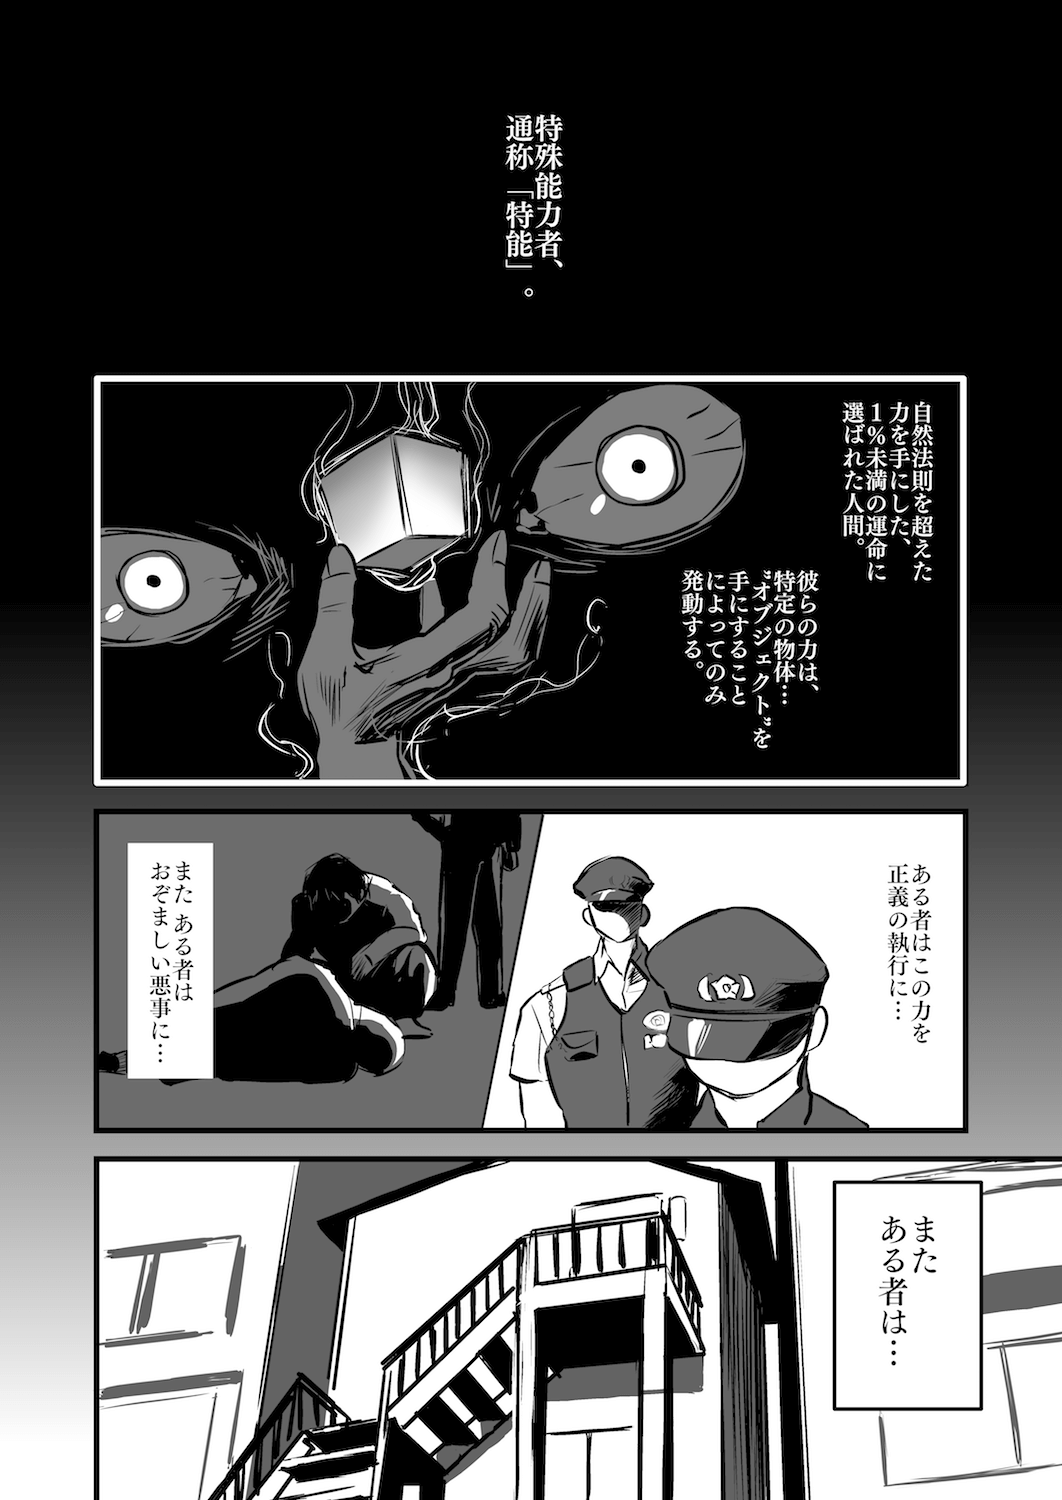 特殊能力者、
通称「特能」。
自然法則を超えた
力を手にした、
1％未満の運命に
選ばれた人間。
彼らの力は、
特定の物体…
"オブジェクト"を
手にすること
によってのみ
発動する。
ある者はこの力を
正義の執行に…
また ある者は
おぞましい悪事に…
また
ある者は…